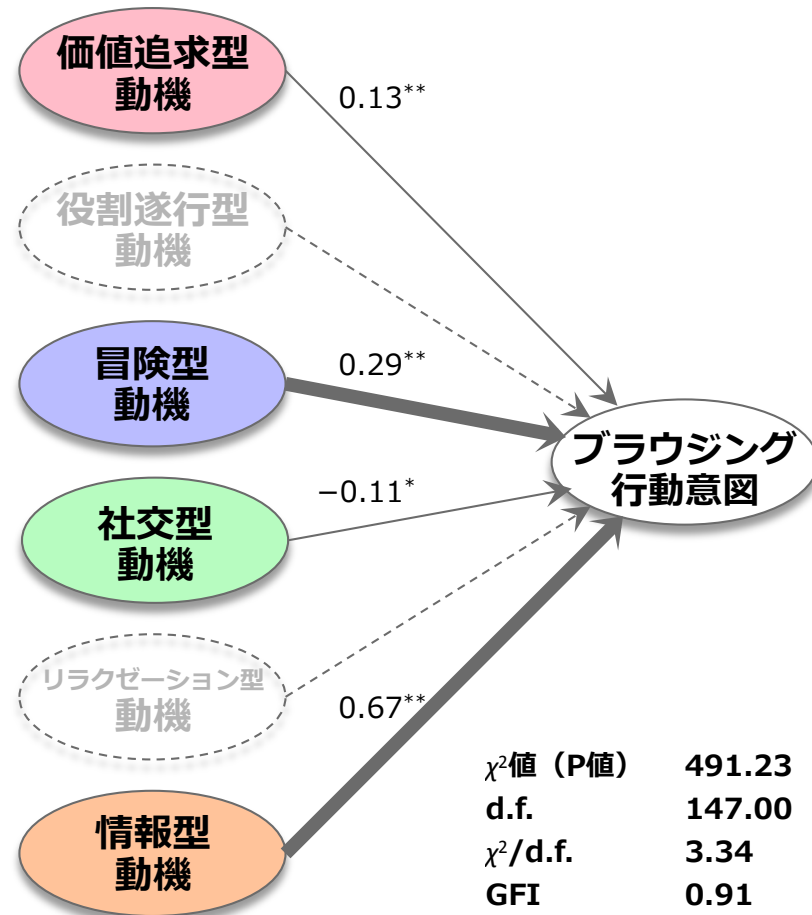 価値追求型
動機
0.13**
役割遂行型
動機
冒険型
動機
0.29**
ブラウジング
行動意図
社交型
動機
−0.11*
リラクゼーション型
動機
0.67**
情報型
動機
χ²値（P値） 491.23
d.f. 147.00
χ²/d.f. 3.34
GFI 0.91